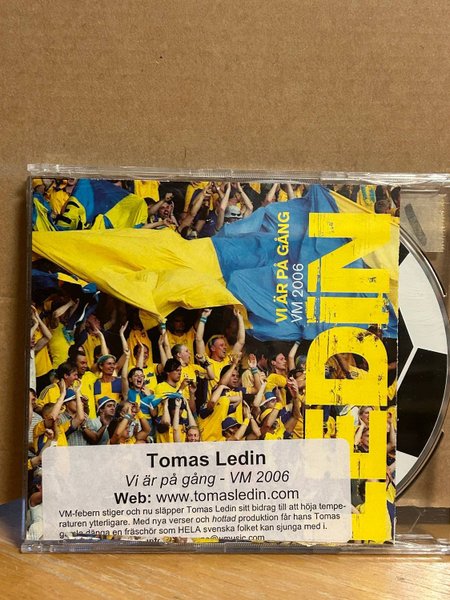 VI ÄR PÅ GÅNG
VM 2006
LEDIN
Tomas Ledin
Vi är på gång - VM 2006
Web: www.tomasledin.com
VM-febern stiger och nu släpper Tomas Ledin sitt bidrag till att höja tempe-
raturen ytterligare. Med nya verser och hottad produktion får hans Tomas
en fräschör som HELA svenska folket kan sjunga med i.